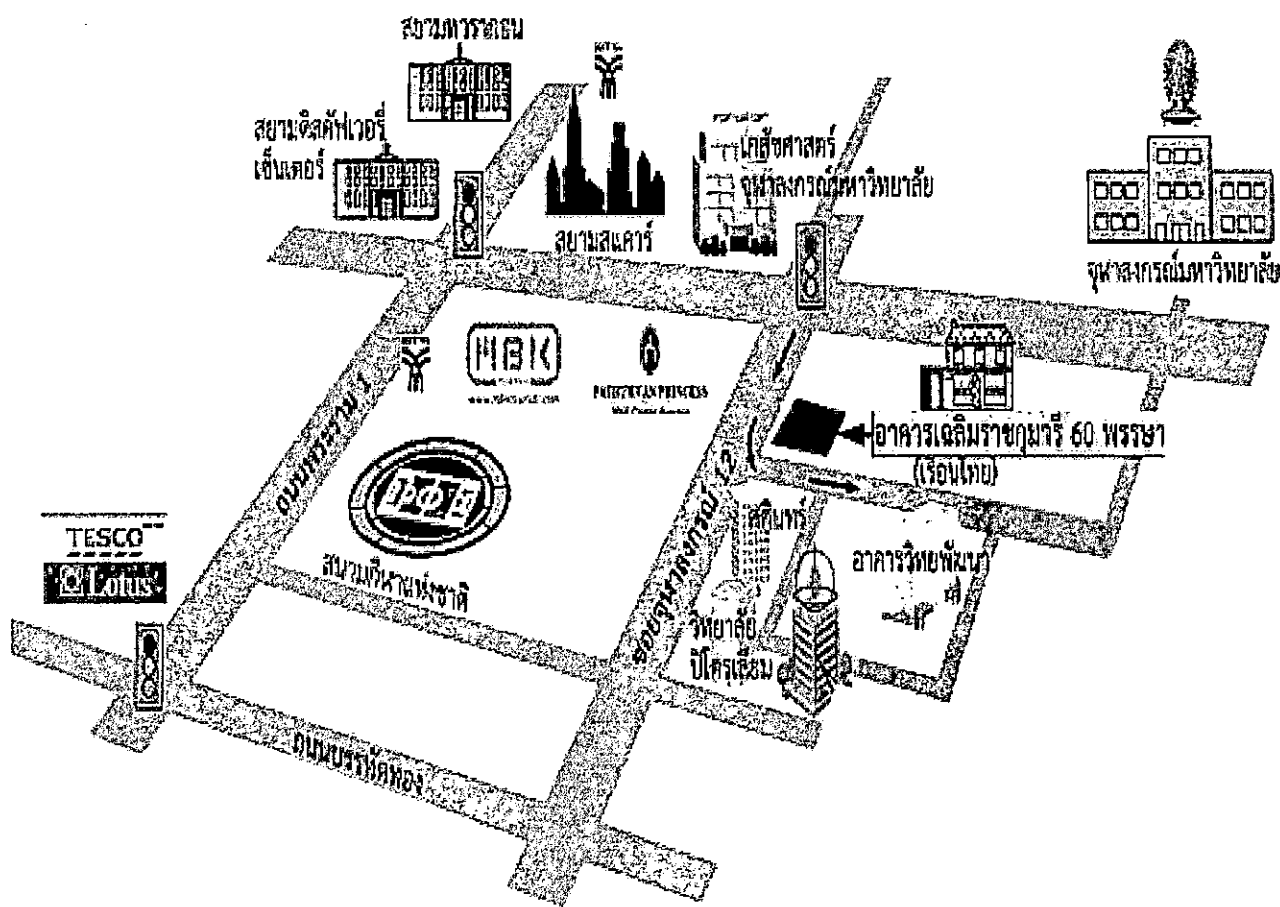 สยามพารากอน
BTS
สยามดิสคัฟเวอรี่
เซ็นเตอร์
เภสัชศาสตร์
จุฬาลงกรณ์มหาวิทยาลัย
สยามสแควร์
จุฬาลงกรณ์มหาวิทยาลัย
MBK
PATHUMWAN PRINCESS
ถนนพระราม 1
อาคารเฉลิมราชกุมารี 60 พรรษา
(เรือนไทย)
ซอยจุฬาลงกรณ์ 12
TESCO
Lotus
สนามกีฬาแห่งชาติ
ศศินทร์
อาคารวิทยพัฒนา
วิทยาลัย
ปิโตรเลียม
ถนนบรรทัดทอง